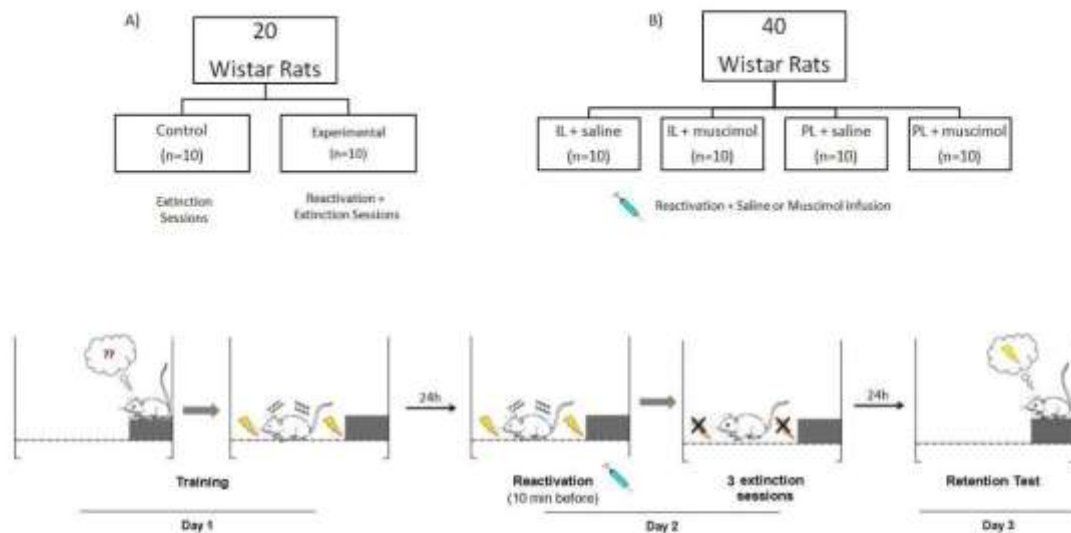 A)
20
Wistar Rats
Control
(n=10)
Experimental
(n=10)
Extinction
Sessions
Reactivation +
Extinction Sessions
B)
40
Wistar Rats
IL + saline
(n=10)
IL + muscimol
(n=10)
PL + saline
(n=10)
PL + muscimol
(n=10)
Reactivation + Saline or Muscimol Infusion
??
24h
24h
Training
Reactivation
(10 min before)
3 extinction
sessions
Retention Test
Day 1
Day 2
Day 3